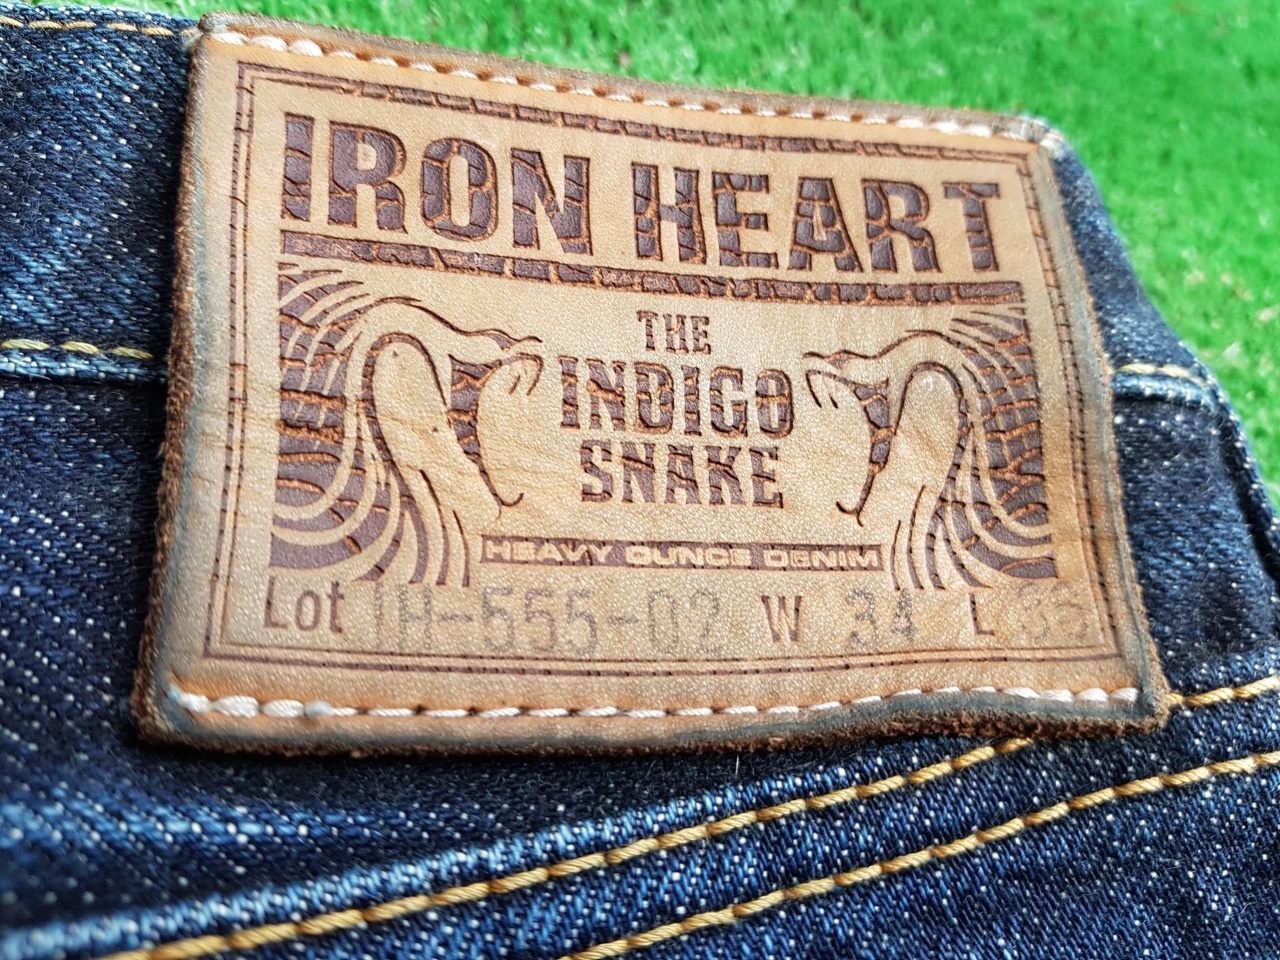 IRON HEART
THE
INDIGO
SNAKE
HEAVY OUNCE DENIM
Lot IH-555-02 W 34 L